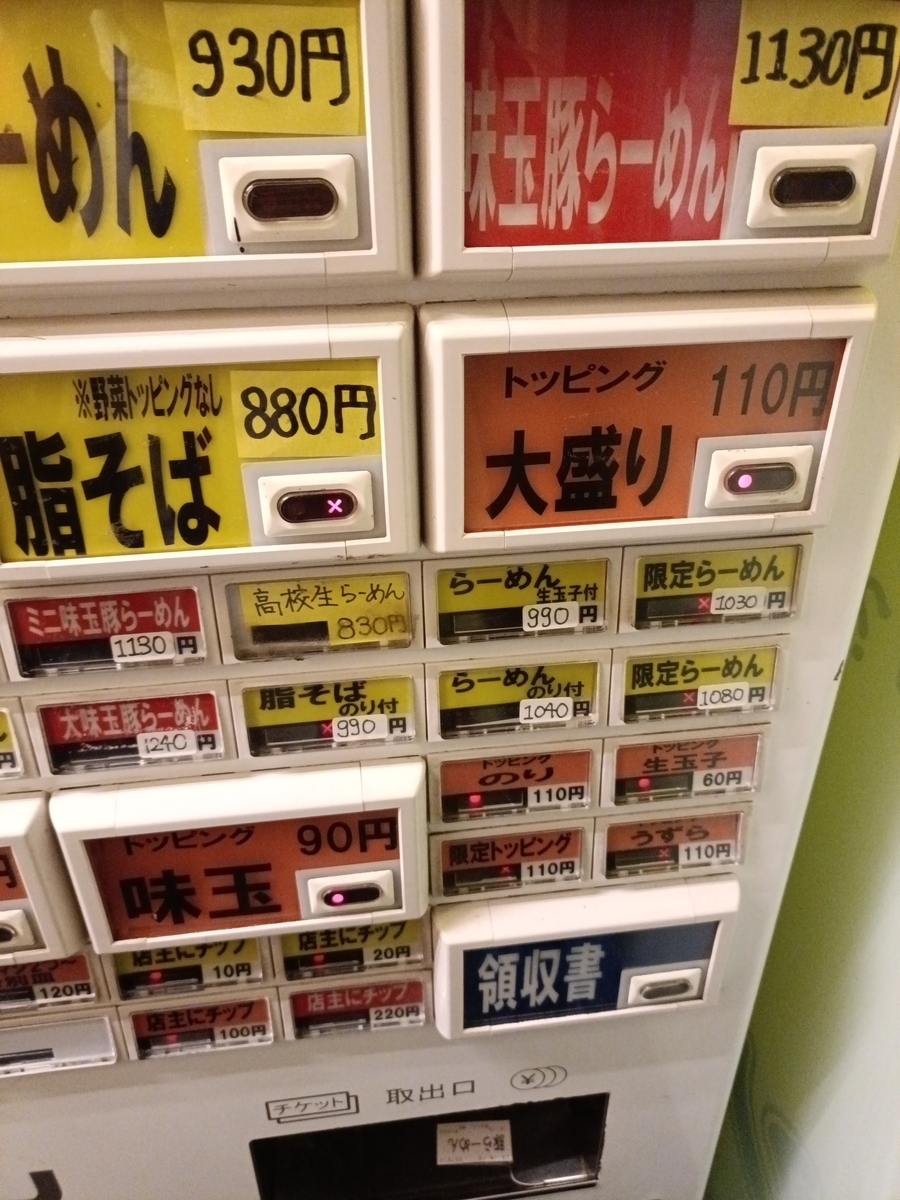 ーめん
930円
味玉豚らーめん
1130円
※野菜トッピングなし
脂そば
880円
トッピング
110円
大盛り
ミニ味玉豚らーめん
1130円
高校生らーめん
830円
らーめん
生玉子付
990円
限定らーめん
1030円
大味玉豚らーめん
1240円
脂そば
のり付
990円
らーめん
のり付
1040円
限定らーめん
1080円
トッピング
のり
110円
トッピング
生玉子
60円
トッピング
90円
味玉
限定トッピング
110円
うずら
110円
店主にチップ
10円
店主にチップ
20円
領収書
120円
店主にチップ
100円
店主にチップ
220円
チケット
取出口
¥
豚らーめん